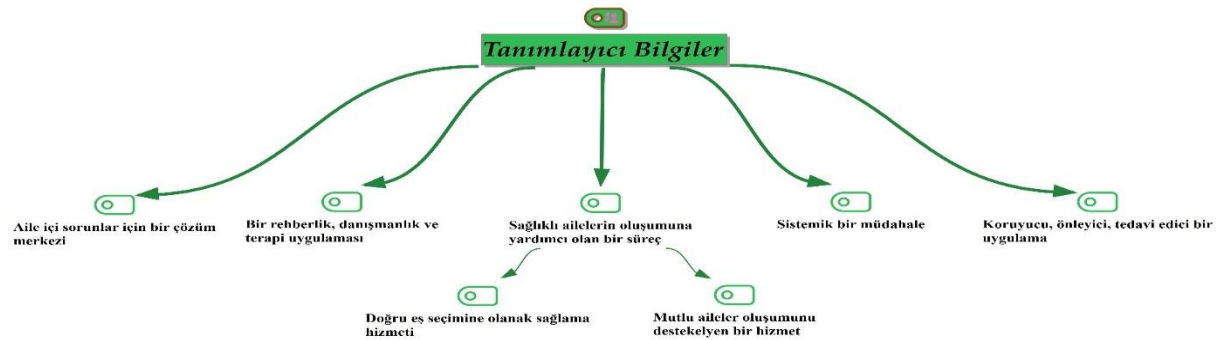 Tanımlayıcı Bilgiler
Aile içi sorunlar için bir çözüm
merkezi
Bir rehberlik, danışmanlık ve
terapi uygulaması
Sağlıklı ailelerin oluşumuna
yardımcı olan bir süreç
Sistemik bir müdahale
Koruyucu, önleyici, tedavi edici bir
uygulama
Doğru eş seçimine olanak sağlama
hizmeti
Mutlu aileler oluşumunu
destekelyen bir hizmet